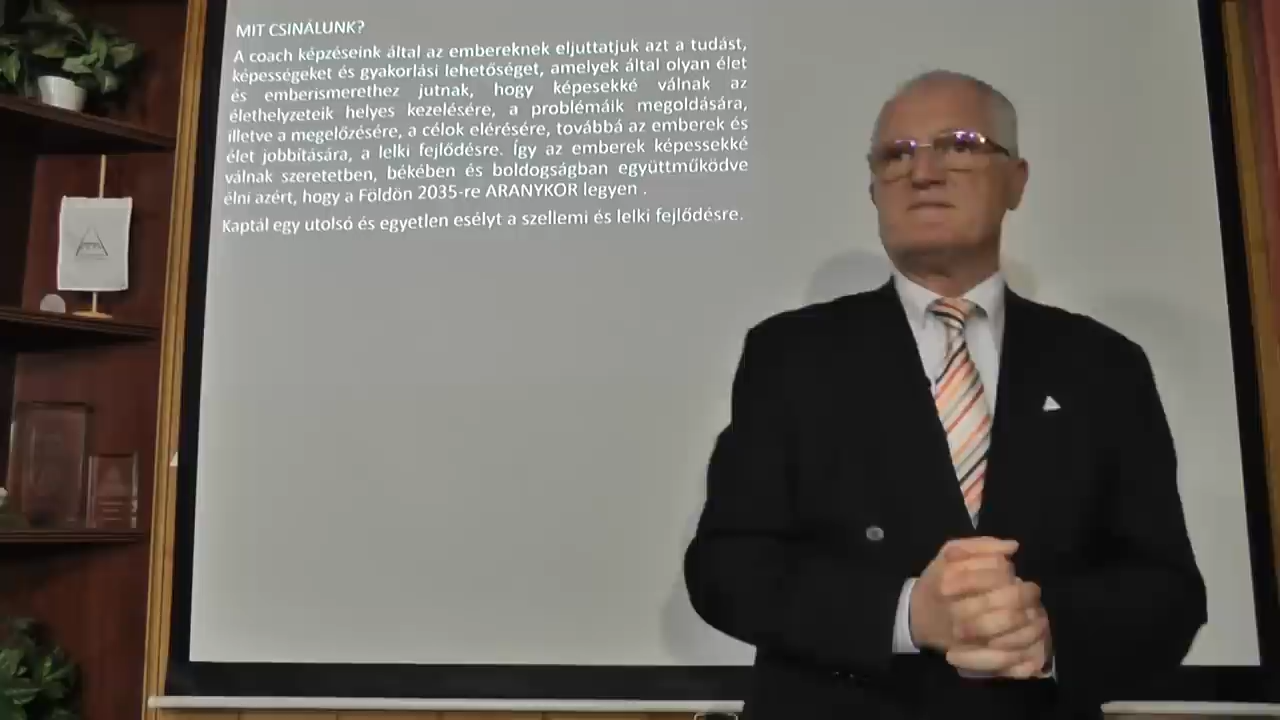 MIT CSINÁLUNK?
A coach képzéseink által az embereknek eljuttatjuk azt a tudást,
képességeket és gyakorlási lehetőséget, amelyek által olyan élet
és emberismerethez jutnak, hogy képesekké válnak az
élethelyzeteik helyes kezelésére, a problémáik megoldására,
illetve a megelőzésére, a célok elérésére, továbbá az emberek és
élet jobbítására, a lelki fejlődésre. Így az emberek képessekké
válnak szeretetben, békében és boldogságban együttműködve
élni azért, hogy a Földön 2035-re ARANYKOR legyen .
Kaptál egy utolsó és egyetlen esélyt a szellemi és lelki fejlődésre.